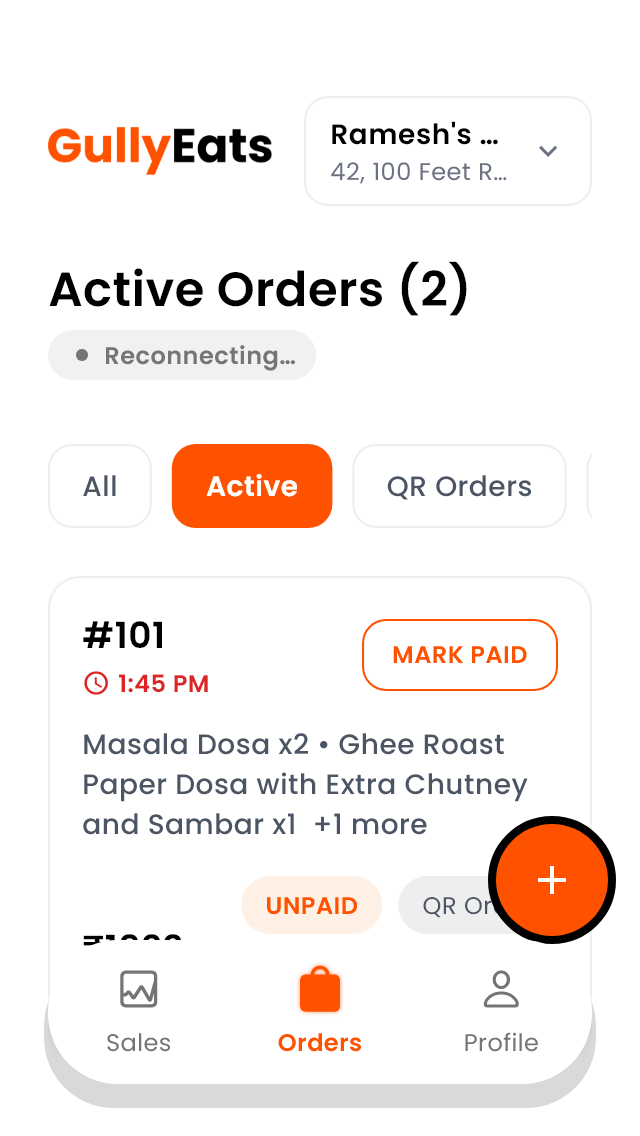 GullyEats
Ramesh's ...
42, 100 Feet R...
Active Orders (2)
Reconnecting...
All
Active
QR Orders
#101
MARK PAID
1:45 PM
Masala Dosa x2 • Ghee Roast
Paper Dosa with Extra Chutney
and Sambar x1 +1 more
UNPAID
QR
Sales
Orders
Profile